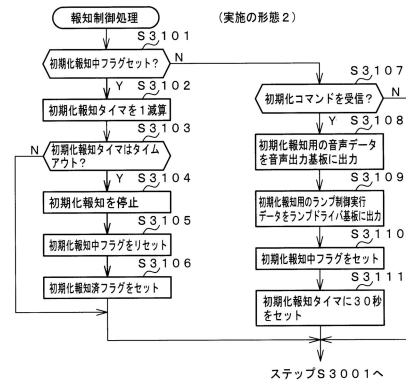 報知制御処理
(実施の形態2)
S3101
初期化報知中フラグセット?
N
Y
S3102
初期化報知タイマを1減算
S3103
初期化報知タイマはタイム
アウト?
N
Y
S3104
初期化報知を停止
S3105
初期化報知中フラグをリセット
S3106
初期化報知済フラグをセット
S3107
初期化コマンドを受信?
N
Y
S3108
初期化報知用の音声データ
を音声出力基板に出力
S3109
初期化報知用のランプ制御実行
データをランプドライバ基板に出力
S3110
初期化報知中フラグをセット
S3111
初期化報知タイマに30秒
をセット
ステップS3001へ